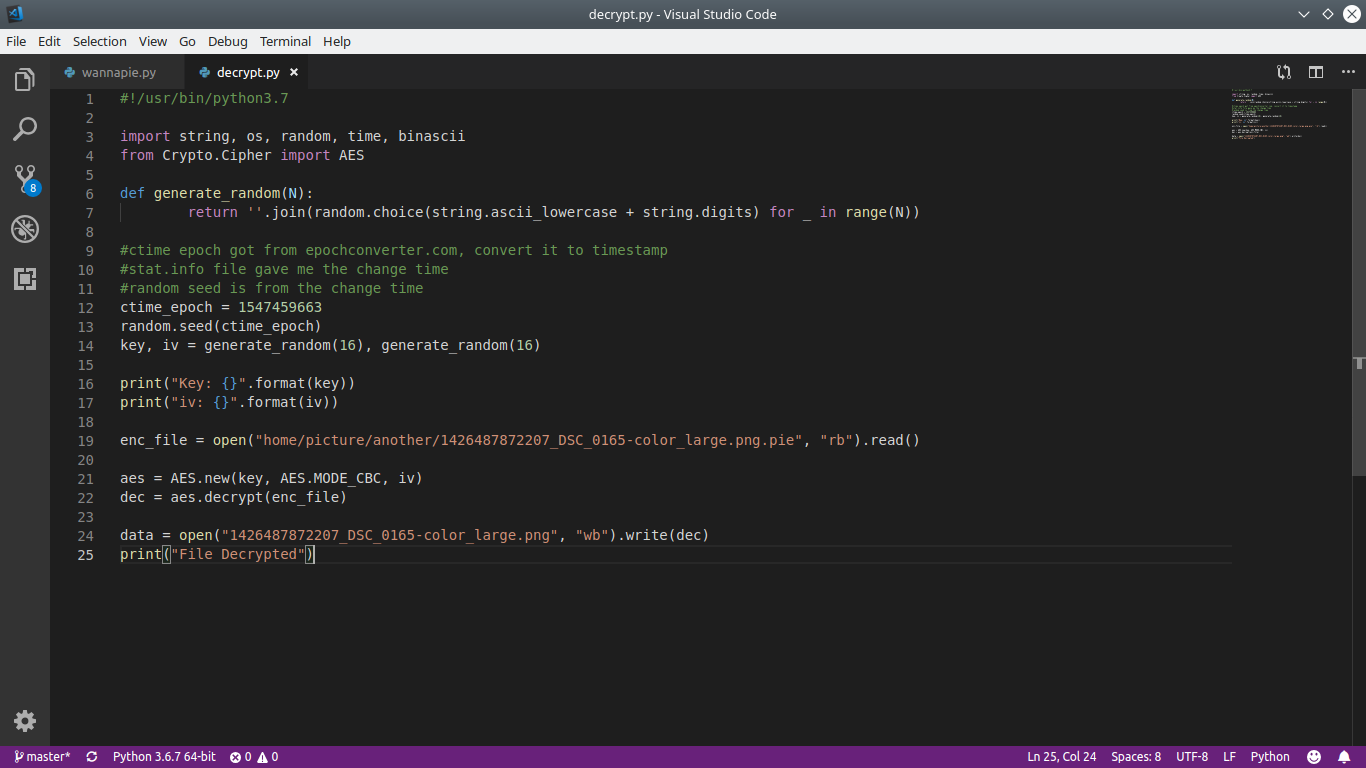 decrypt.py - Visual Studio Code
File Edit Selection View Go Debug Terminal Help
wannapie.py decrypt.py
1 #!/usr/bin/python3.7
2
3 import string, os, random, time, binascii
4 from Crypto.Cipher import AES
5
6 def generate_random(N):
7         return ''.join(random.choice(string.ascii_lowercase + string.digits) for _ in range(N))
8
9 #ctime epoch got from epochconverter.com, convert it to timestamp
10 #stat.info file gave me the change time
11 #random seed is from the change time
12 ctime_epoch = 1547459663
13 random.seed(ctime_epoch)
14 key, iv = generate_random(16), generate_random(16)
15
16 print("Key: {}".format(key))
17 print("iv: {}".format(iv))
18
19 enc_file = open("home/picture/another/1426487872207_DSC_0165-color_large.png.pie", "rb").read()
20
21 aes = AES.new(key, AES.MODE_CBC, iv)
22 dec = aes.decrypt(enc_file)
23
24 data = open("1426487872207_DSC_0165-color_large.png", "wb").write(dec)
25 print("File Decrypted")
8
master* Python 3.6.7 64-bit 0 0 Ln 25, Col 24 Spaces: 8 UTF-8 LF Python